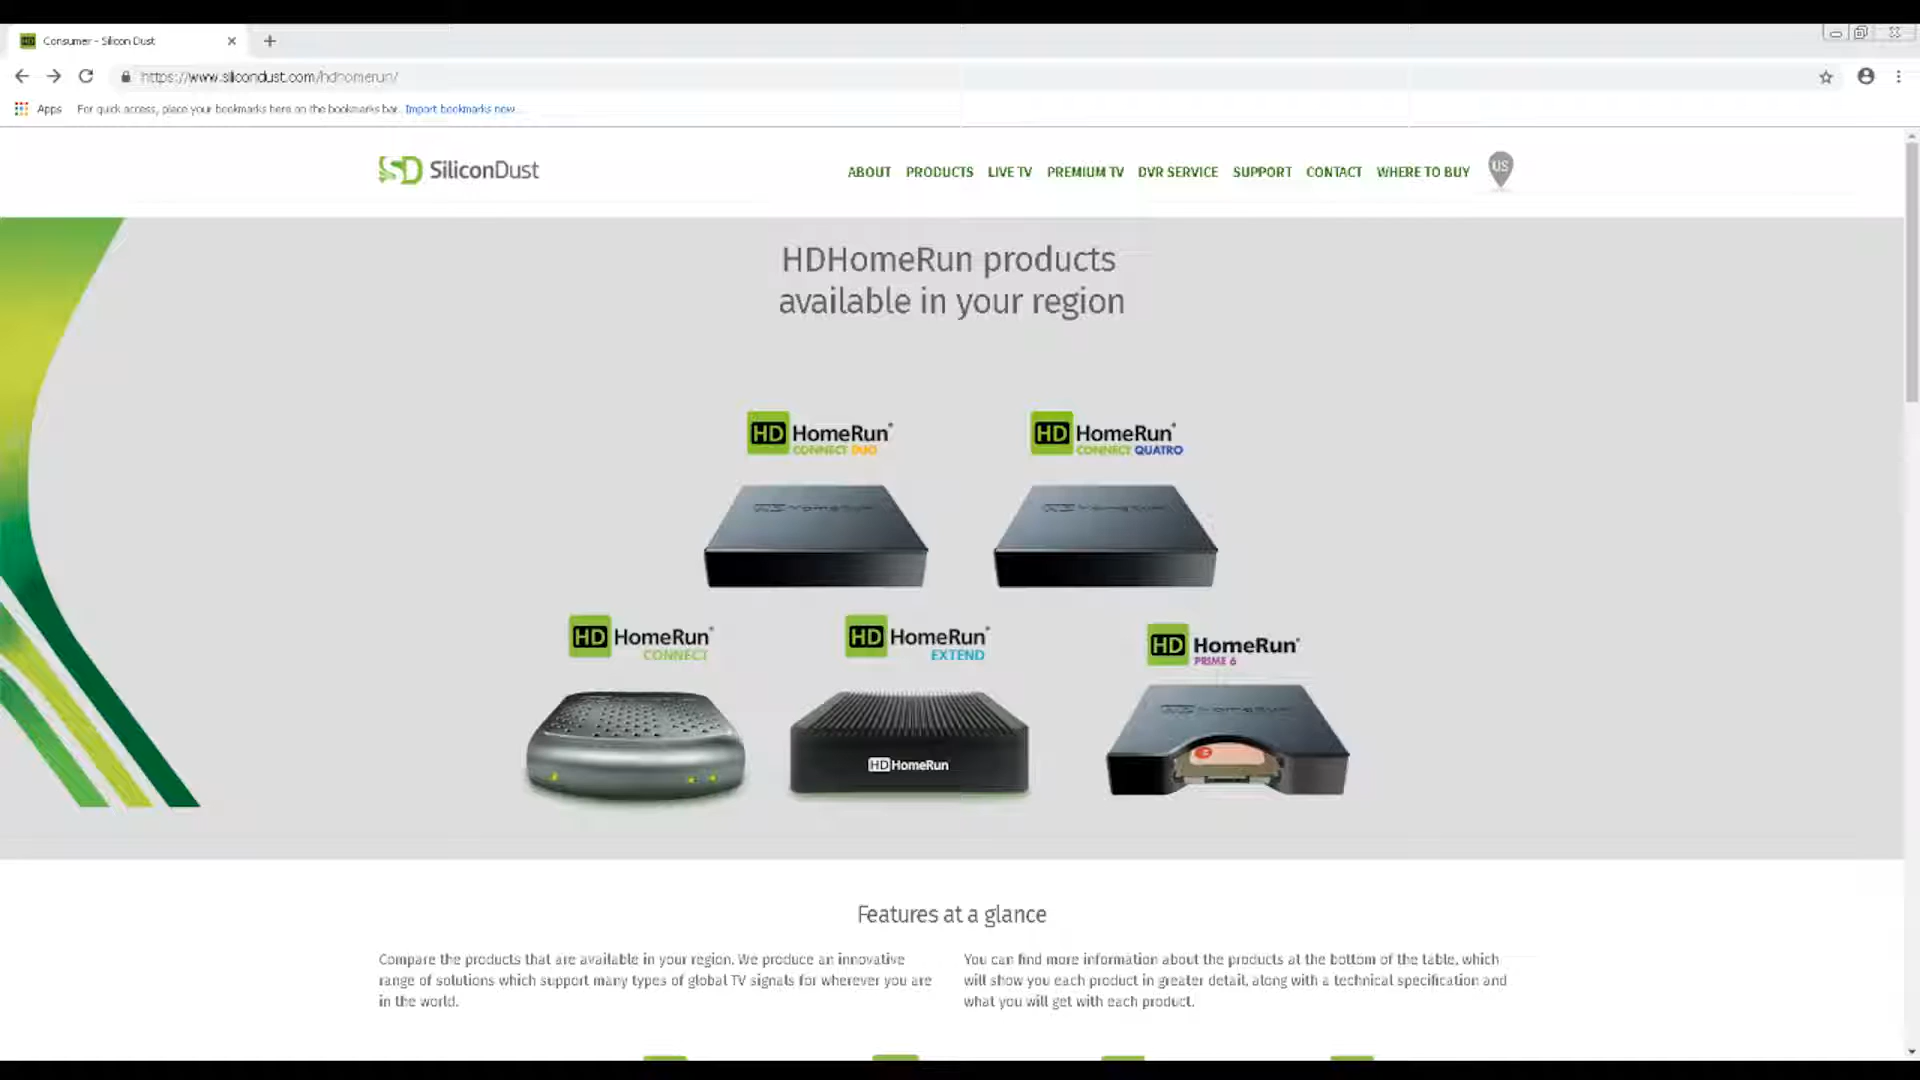 Consumer - Silicon Dust
https://www.silicondust.com/hdhomerun/
Apps For quick access, place your bookmarks here on the bookmarks bar. Import bookmarks now...
SD SiliconDust
ABOUT PRODUCTS LIVE TV PREMIUM TV DVR SERVICE SUPPORT CONTACT WHERE TO BUY US
HDHomeRun products
available in your region
HD HomeRun®
CONNECT DUO
HD HomeRun®
CONNECT QUATRO
HD HomeRun
HD HomeRun
HD HomeRun®
CONNECT
HD HomeRun®
EXTEND
HD HomeRun®
PRIME 6
HD HomeRun
HD HomeRun
Features at a glance
Compare the products that are available in your region. We produce an innovative
range of solutions which support many types of global TV signals for wherever you are
in the world.
You can find more information about the products at the bottom of the table, which
will show you each product in greater detail, along with a technical specification and
what you will get with each product.